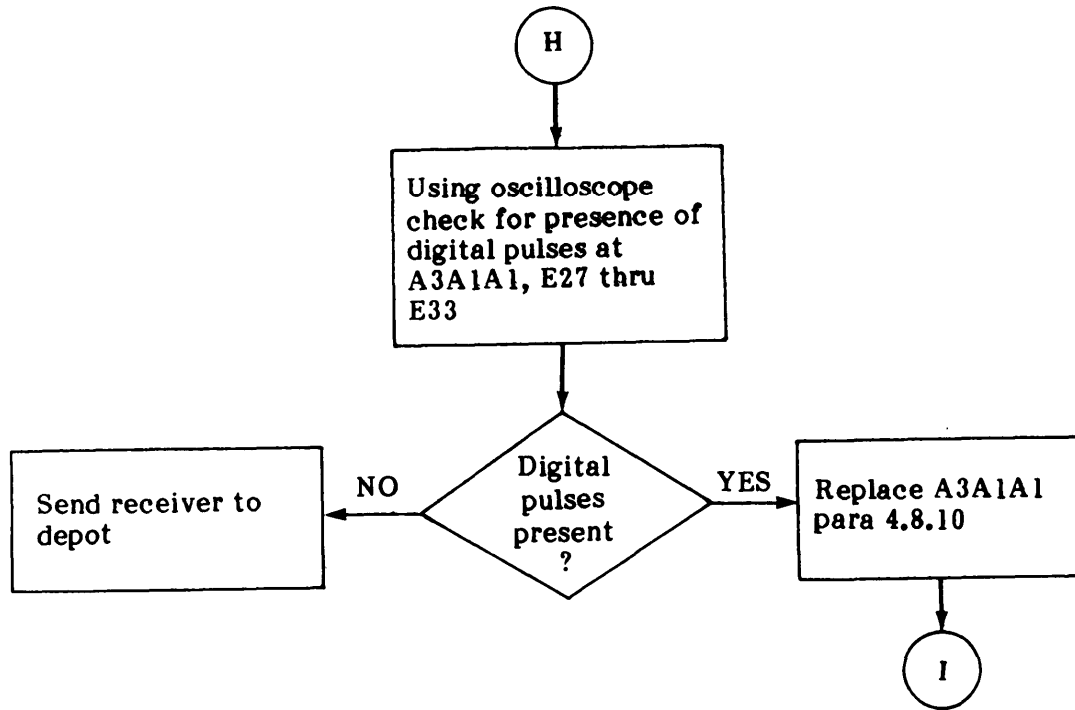 H
Using oscilloscope
check for presence of
digital pulses at
A3A1A1, E27 thru
E33
Digital
pulses
present
?
NO
YES
Send receiver to
depot
Replace A3A1A1
para 4.8.10
I